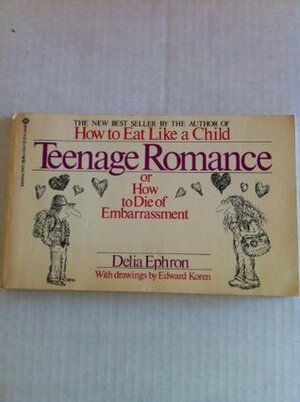 THE NEW BEST SELLER BY THE AUTHOR OF
How to Eat Like a Child
Teenage Romance
or
How
to Die of
Embarrassment
Delia Ephron
With drawings by Edward Koren